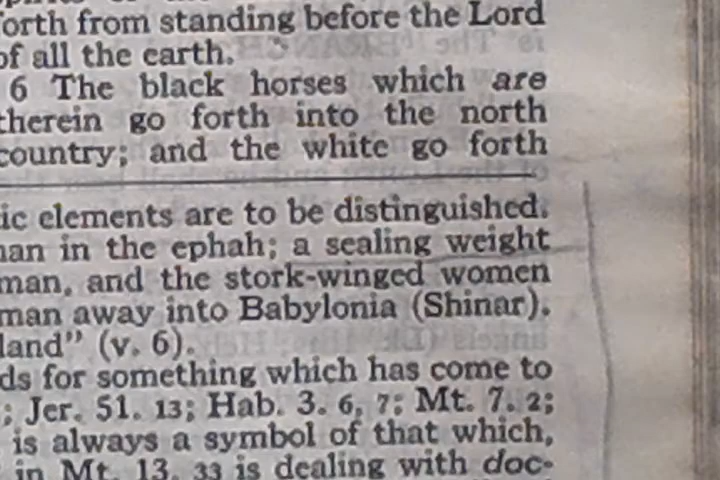 forth from standing before the Lord
of all the earth.
6 The black horses which are
therein go forth into the north
country; and the white go forth
ic elements are to be distinguished.
an in the ephah; a sealing weight
man, and the stork-winged women
man away into Babylonia (Shinar).
land" (v. 6).
ds for something which has come to
; Jer. 51. 13; Hab. 3. 6, 7; Mt. 7. 2;
is always a symbol of that which,
in Mt. 13. 33 is dealing with doc-